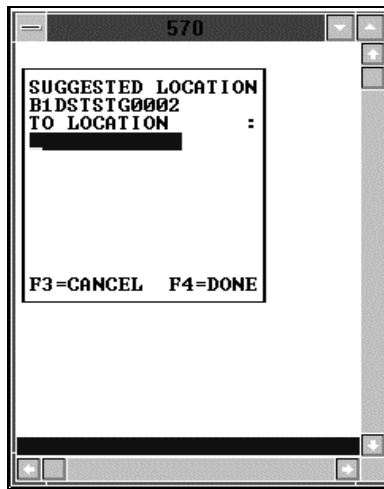 570
SUGGESTED LOCATION
B1DSTSTG0002
TO LOCATION :
F3=CANCEL F4=DONE